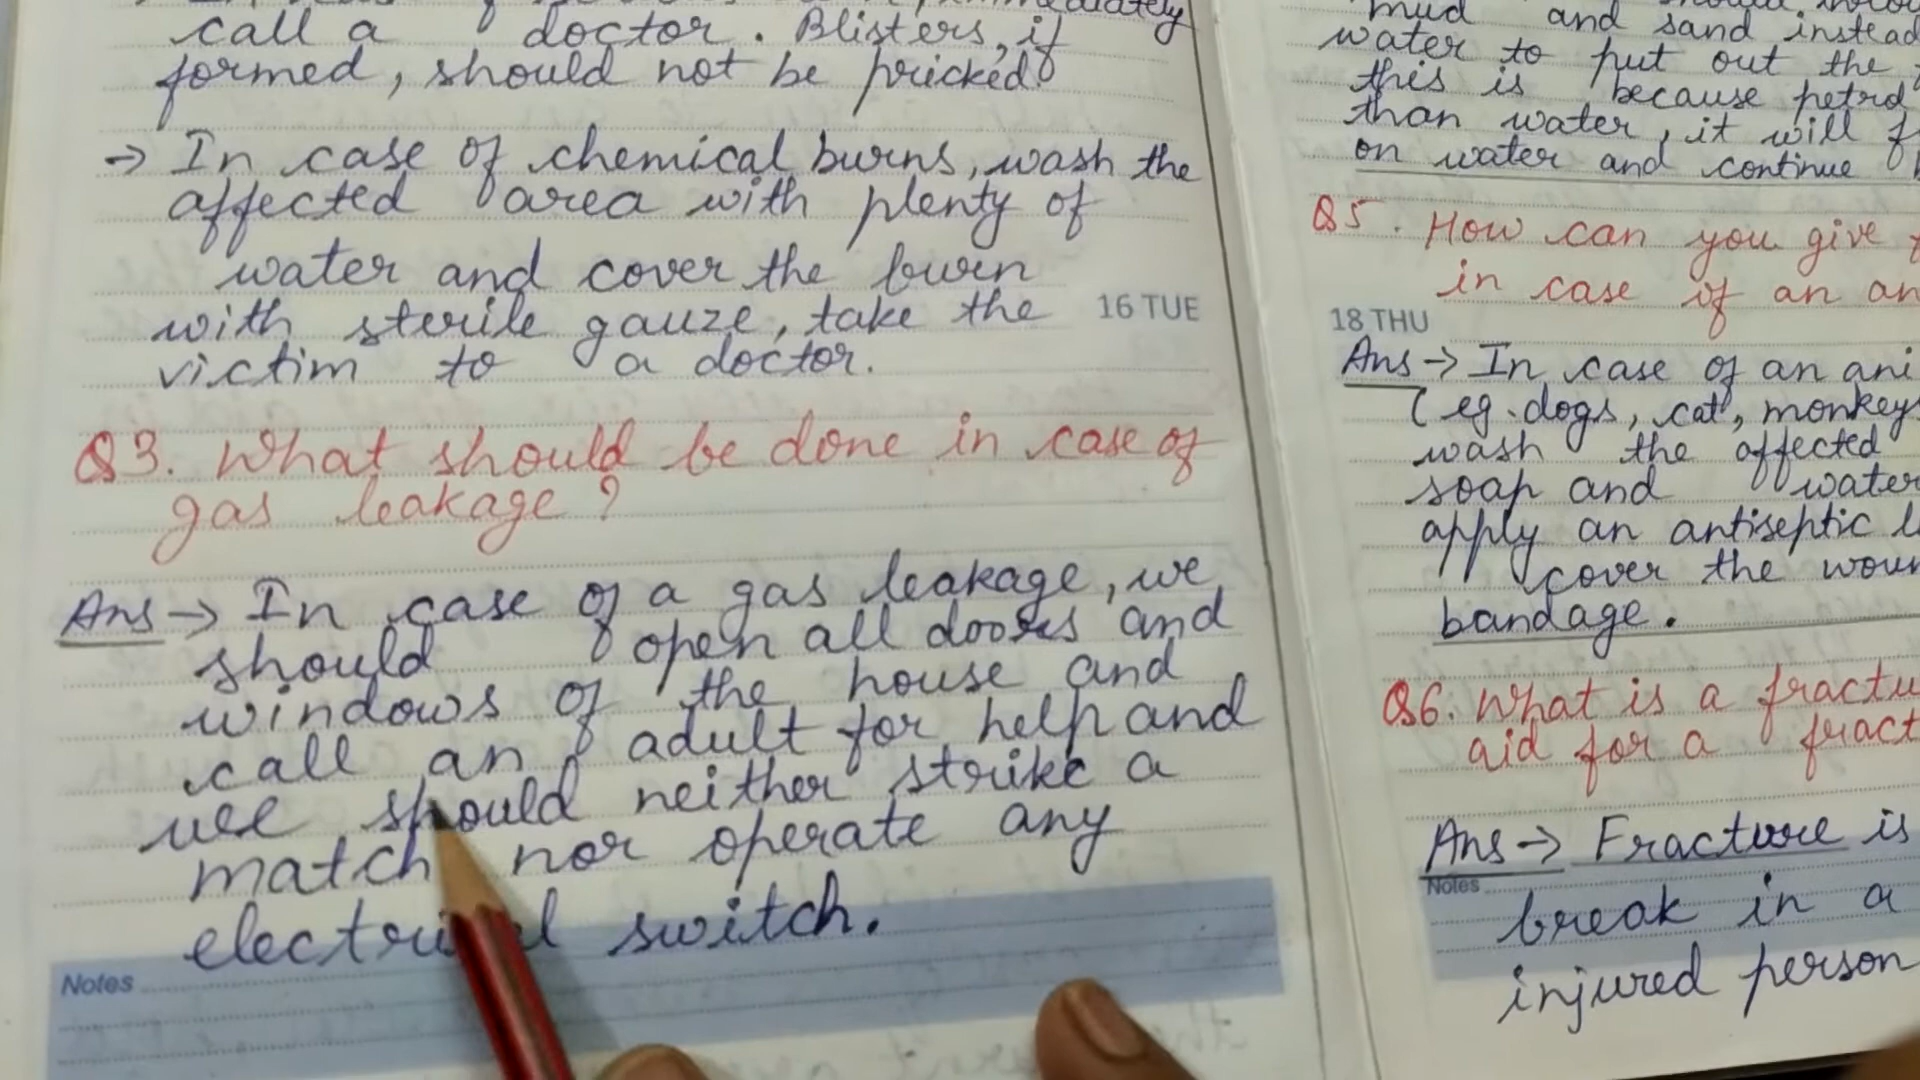 immediately
call a doctor. Blisters, if
formed, should not be pricked.
→ In case of chemical burns, wash the
affected area with plenty of
water and cover the burn
with sterile gauze, take the
16 TUE
victim to a doctor.
Q3. What should be done in case of
gas leakage?
Ans → In case of a gas leakage, we
should open all doors and
windows of the house and
call an adult for help and
we should neither strike a
match nor operate any
electrical switch.
Notes
mud and sand instead
water to put out the
this is because petrol
than water, it will
on water and continue
Q5. How can you give
in case of an an
18 THU
Ans → In case of an ani
(eg. dogs, cat, monkeys
wash the affected
soap and water
apply an antiseptic l
cover the woun
bandage.
Q6. What is a fractu
aid for a fract
Ans → Fracture is
Notes
break in a
injured person